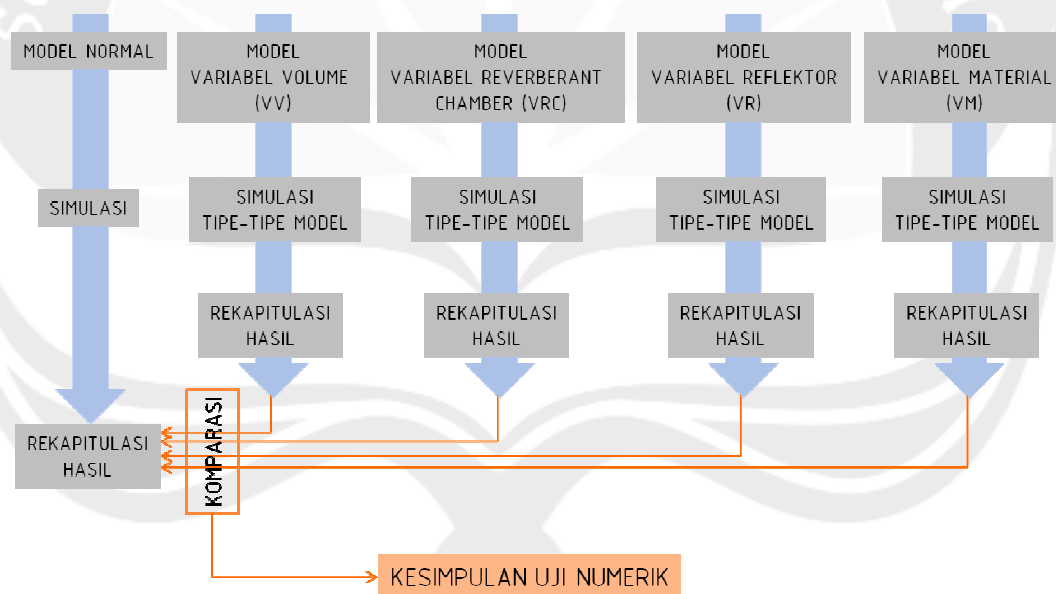 MODEL NORMAL
MODEL
VARIABEL VOLUME
(VV)
MODEL
VARIABEL REVERBERANT
CHAMBER (VRC)
MODEL
VARIABEL REFLEKTOR
(VR)
MODEL
VARIABEL MATERIAL
(VM)
SIMULASI
SIMULASI
TIPE-TIPE MODEL
SIMULASI
TIPE-TIPE MODEL
SIMULASI
TIPE-TIPE MODEL
SIMULASI
TIPE-TIPE MODEL
REKAPITULASI
HASIL
REKAPITULASI
HASIL
REKAPITULASI
HASIL
REKAPITULASI
HASIL
REKAPITULASI
HASIL
KOMPARASI
KESIMPULAN UJI NUMERIK